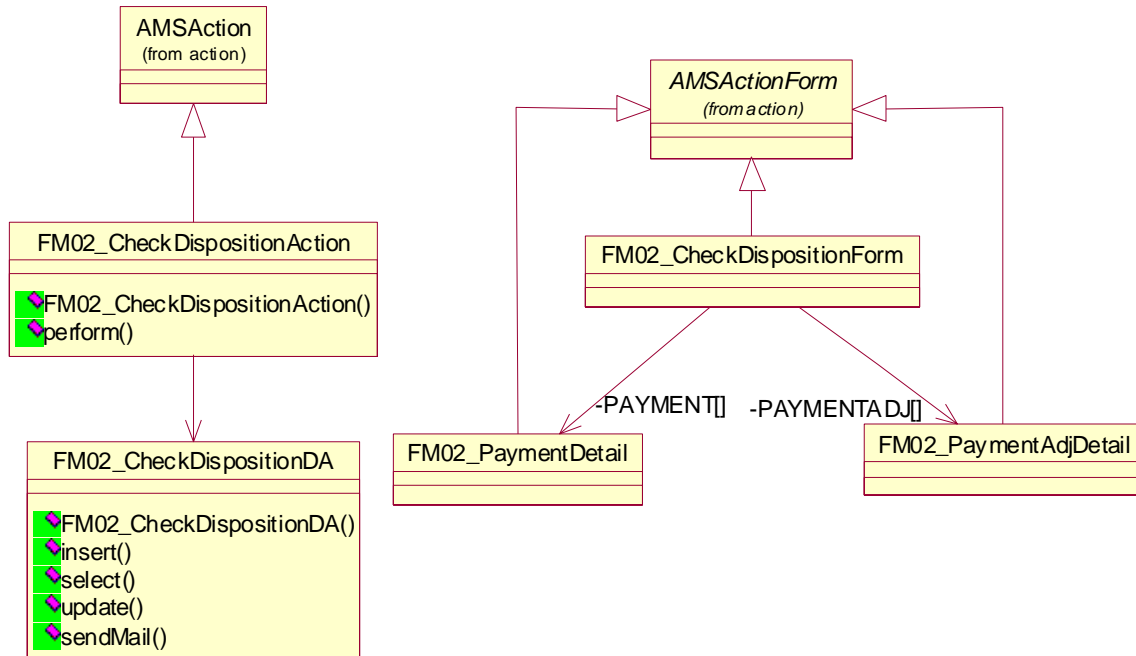 AMSAction
(from action)
FM02_CheckDispositionAction
FM02_CheckDispositionAction()
perform()
FM02_CheckDispositionDA
FM02_CheckDispositionDA()
insert()
select()
update()
sendMail()
AMSActionForm
(from action)
FM02_CheckDispositionForm
-PAYMENT[]
-PAYMENTADJ[]
FM02_PaymentDetail
FM02_PaymentAdjDetail